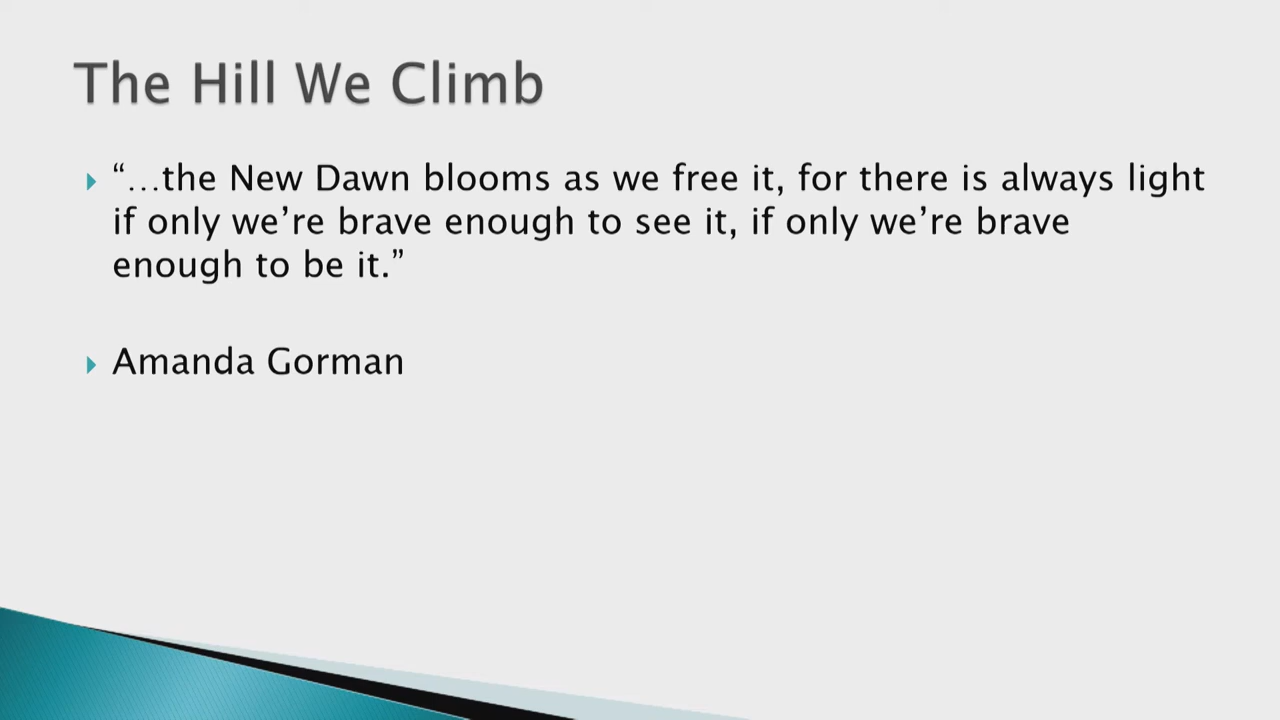 The Hill We Climb
“…the New Dawn blooms as we free it, for there is always light
if only we’re brave enough to see it, if only we’re brave
enough to be it.”
Amanda Gorman